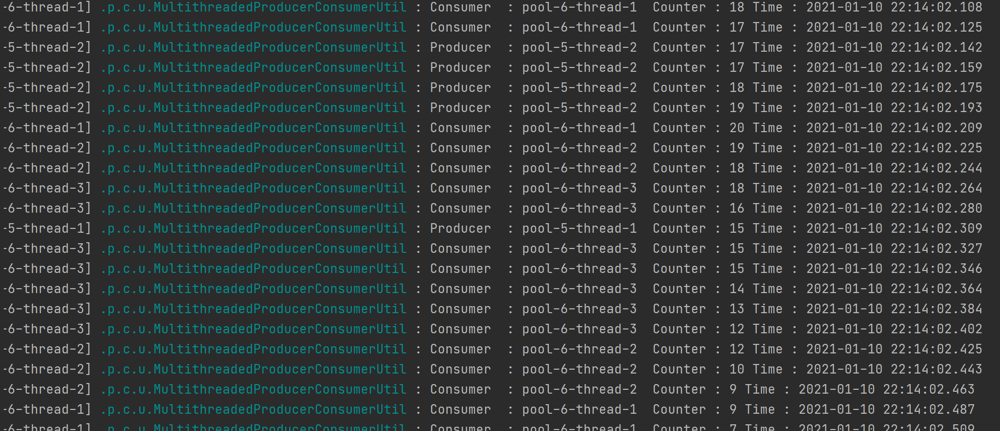 -6-thread-1] .p.c.u.MultithreadedProducerConsumerUtil : Consumer  : pool-6-thread-1  Counter : 18 Time : 2021-01-10 22:14:02.108
-6-thread-1] .p.c.u.MultithreadedProducerConsumerUtil : Consumer  : pool-6-thread-1  Counter : 17 Time : 2021-01-10 22:14:02.125
-5-thread-2] .p.c.u.MultithreadedProducerConsumerUtil : Producer  : pool-5-thread-2  Counter : 17 Time : 2021-01-10 22:14:02.142
-5-thread-2] .p.c.u.MultithreadedProducerConsumerUtil : Producer  : pool-5-thread-2  Counter : 17 Time : 2021-01-10 22:14:02.159
-5-thread-2] .p.c.u.MultithreadedProducerConsumerUtil : Producer  : pool-5-thread-2  Counter : 18 Time : 2021-01-10 22:14:02.175
-5-thread-2] .p.c.u.MultithreadedProducerConsumerUtil : Producer  : pool-5-thread-2  Counter : 19 Time : 2021-01-10 22:14:02.193
-6-thread-1] .p.c.u.MultithreadedProducerConsumerUtil : Consumer  : pool-6-thread-1  Counter : 20 Time : 2021-01-10 22:14:02.209
-6-thread-2] .p.c.u.MultithreadedProducerConsumerUtil : Consumer  : pool-6-thread-2  Counter : 19 Time : 2021-01-10 22:14:02.225
-6-thread-2] .p.c.u.MultithreadedProducerConsumerUtil : Consumer  : pool-6-thread-2  Counter : 18 Time : 2021-01-10 22:14:02.244
-6-thread-3] .p.c.u.MultithreadedProducerConsumerUtil : Consumer  : pool-6-thread-3  Counter : 18 Time : 2021-01-10 22:14:02.264
-6-thread-3] .p.c.u.MultithreadedProducerConsumerUtil : Consumer  : pool-6-thread-3  Counter : 16 Time : 2021-01-10 22:14:02.280
-5-thread-1] .p.c.u.MultithreadedProducerConsumerUtil : Producer  : pool-5-thread-1  Counter : 15 Time : 2021-01-10 22:14:02.309
-6-thread-3] .p.c.u.MultithreadedProducerConsumerUtil : Consumer  : pool-6-thread-3  Counter : 15 Time : 2021-01-10 22:14:02.327
-6-thread-3] .p.c.u.MultithreadedProducerConsumerUtil : Consumer  : pool-6-thread-3  Counter : 15 Time : 2021-01-10 22:14:02.346
-6-thread-3] .p.c.u.MultithreadedProducerConsumerUtil : Consumer  : pool-6-thread-3  Counter : 14 Time : 2021-01-10 22:14:02.364
-6-thread-3] .p.c.u.MultithreadedProducerConsumerUtil : Consumer  : pool-6-thread-3  Counter : 13 Time : 2021-01-10 22:14:02.384
-6-thread-3] .p.c.u.MultithreadedProducerConsumerUtil : Consumer  : pool-6-thread-3  Counter : 12 Time : 2021-01-10 22:14:02.402
-6-thread-2] .p.c.u.MultithreadedProducerConsumerUtil : Consumer  : pool-6-thread-2  Counter : 12 Time : 2021-01-10 22:14:02.425
-6-thread-2] .p.c.u.MultithreadedProducerConsumerUtil : Consumer  : pool-6-thread-2  Counter : 10 Time : 2021-01-10 22:14:02.443
-6-thread-2] .p.c.u.MultithreadedProducerConsumerUtil : Consumer  : pool-6-thread-2  Counter : 9 Time : 2021-01-10 22:14:02.463
-6-thread-1] .p.c.u.MultithreadedProducerConsumerUtil : Consumer  : pool-6-thread-1  Counter : 9 Time : 2021-01-10 22:14:02.487
-6-thread-1] .p.c.u.MultithreadedProducerConsumerUtil : Consumer  : pool-6-thread-1  Counter : 7 Time : 2021-01-10 22:14:02.509